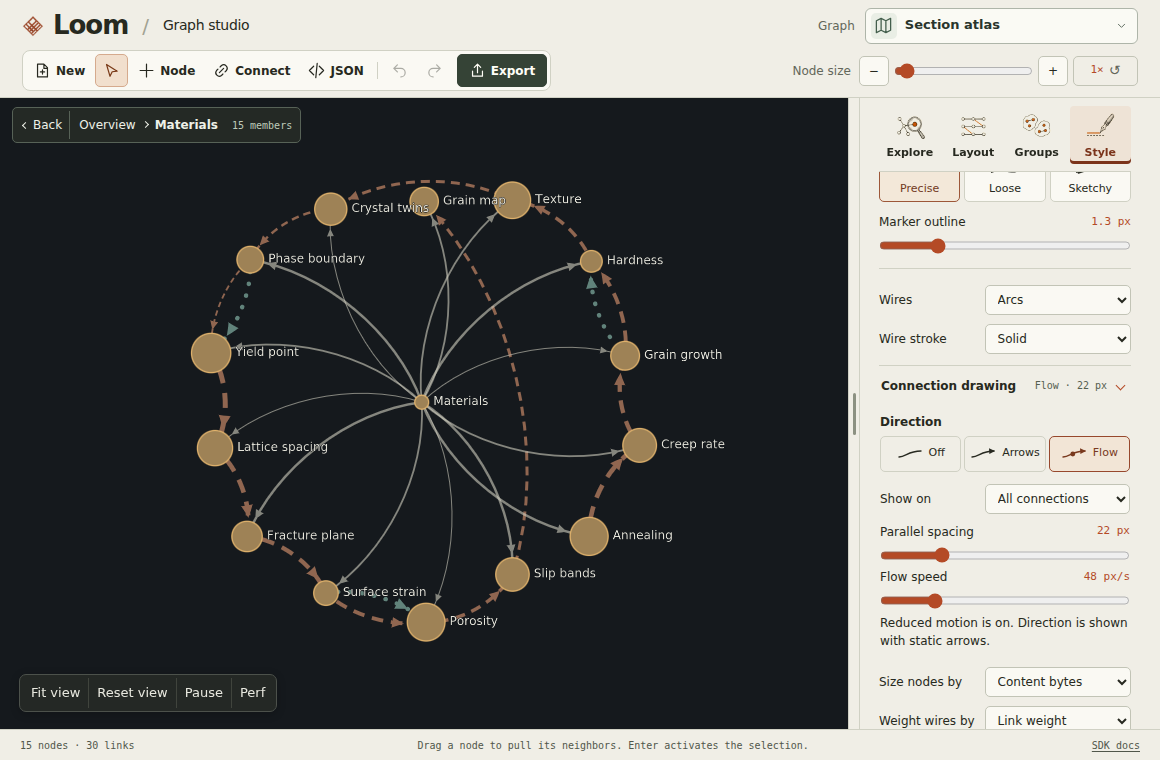 Loom / Graph studio
Graph
Section atlas
New
Node
Connect
JSON
Export
Node size
−
+
1× ↺
Back
Overview › Materials
15 members
Explore
Layout
Groups
Style
Precise
Loose
Sketchy
Marker outline
1.3 px
Wires
Arcs
Wire stroke
Solid
Connection drawing
Flow · 22 px
Direction
Off
Arrows
Flow
Show on
All connections
Parallel spacing
22 px
Flow speed
48 px/s
Reduced motion is on. Direction is shown
with static arrows.
Size nodes by
Content bytes
Weight wires by
Link weight
Crystal twins
Grain map
Texture
Phase boundary
Hardness
Yield point
Grain growth
Materials
Lattice spacing
Creep rate
Fracture plane
Annealing
Slip bands
Surface strain
Porosity
Fit view
Reset view
Pause
Perf
15 nodes · 30 links
Drag a node to pull its neighbors. Enter activates the selection.
SDK docs